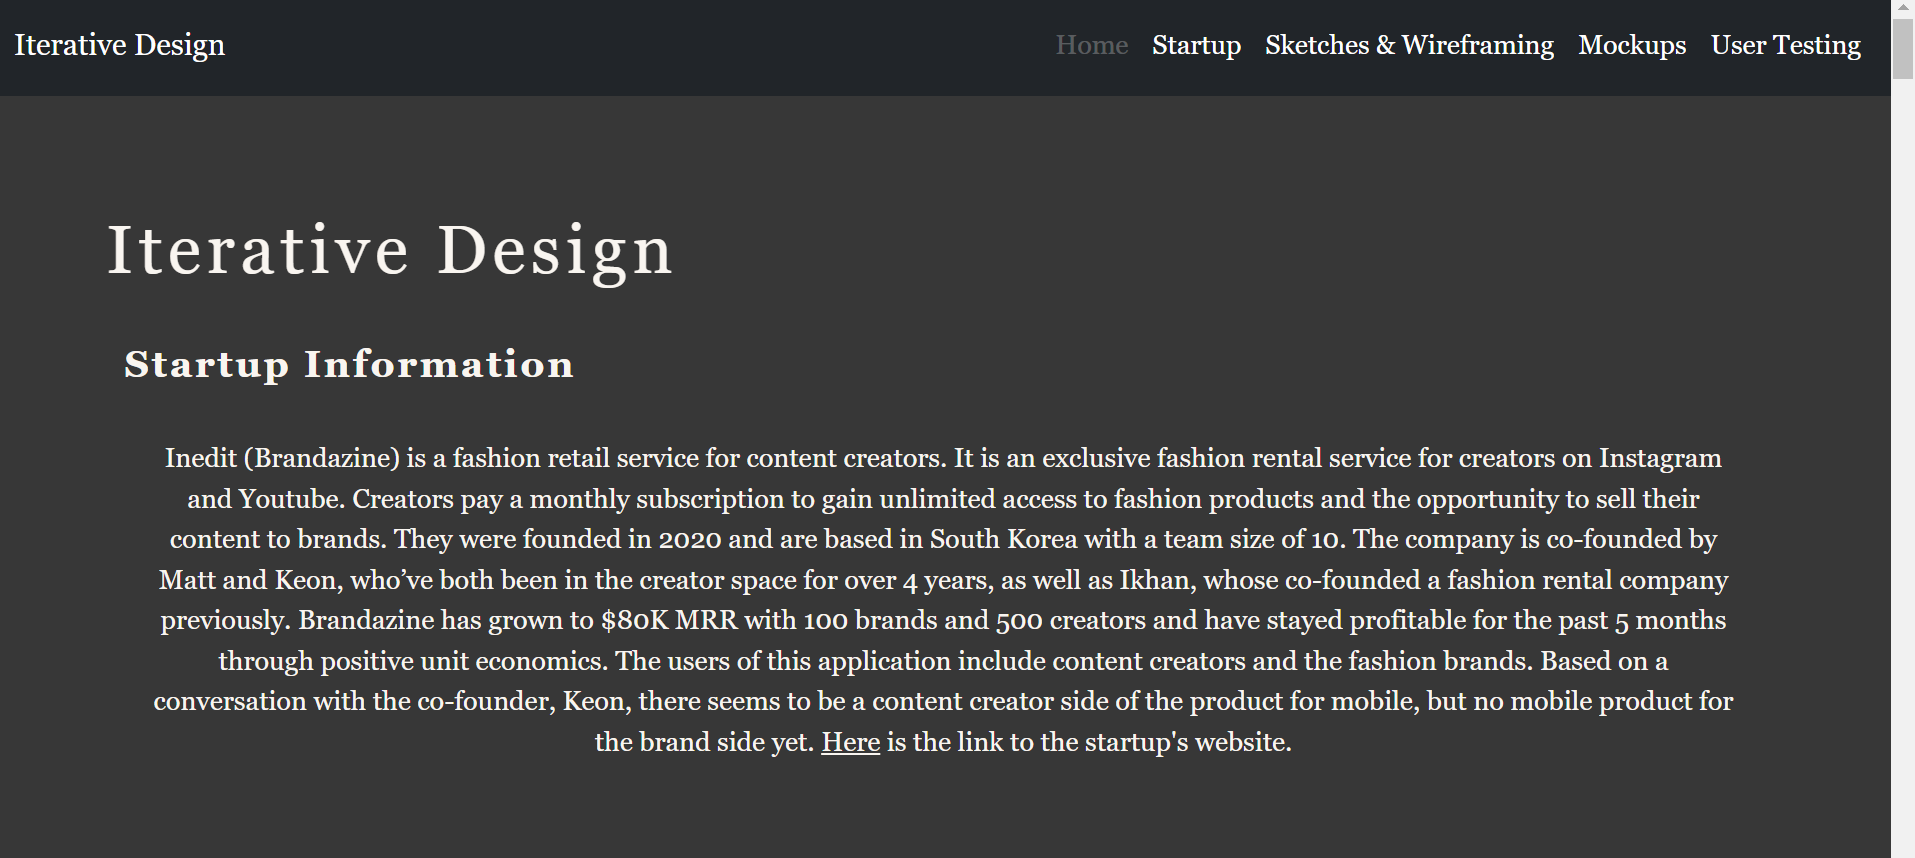 Iterative Design
Home Startup Sketches & Wireframing Mockups User Testing
Iterative Design
Startup Information
Inedit (Brandazine) is a fashion retail service for content creators. It is an exclusive fashion rental service for creators on Instagram
and Youtube. Creators pay a monthly subscription to gain unlimited access to fashion products and the opportunity to sell their
content to brands. They were founded in 2020 and are based in South Korea with a team size of 10. The company is co-founded by
Matt and Keon, who’ve both been in the creator space for over 4 years, as well as Ikhan, whose co-founded a fashion rental company
previously. Brandazine has grown to $80K MRR with 100 brands and 500 creators and have stayed profitable for the past 5 months
through positive unit economics. The users of this application include content creators and the fashion brands. Based on a
conversation with the co-founder, Keon, there seems to be a content creator side of the product for mobile, but no mobile product for
the brand side yet. Here is the link to the startup's website.